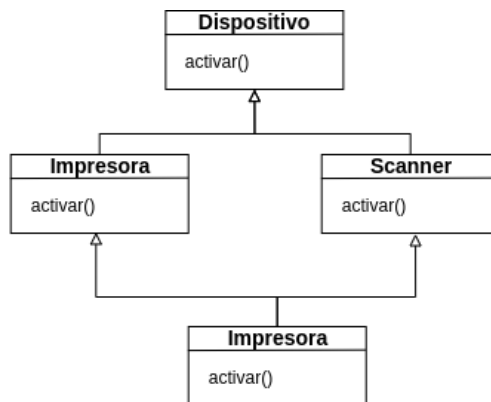 Dispositivo
activar()
Impresora
activar()
Scanner
activar()
Impresora
activar()